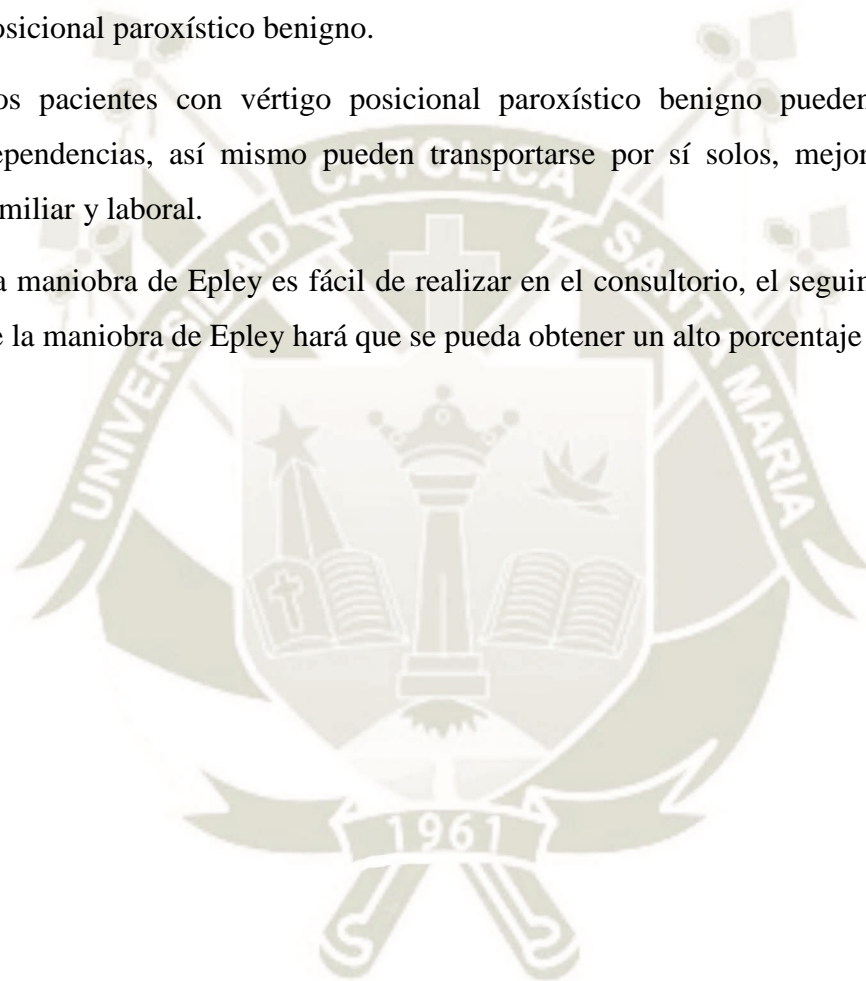 osicional paroxístico benigno.
os pacientes con vértigo posicional paroxístico benigno pueden
ependencias, así mismo pueden transportarse por sí solos, mejor
miliar y laboral.
a maniobra de Epley es fácil de realizar en el consultorio, el seguir
e la maniobra de Epley hará que se pueda obtener un alto porcentaje
UNIVERSIDAD CATOLICA SANTA MARIA
1961